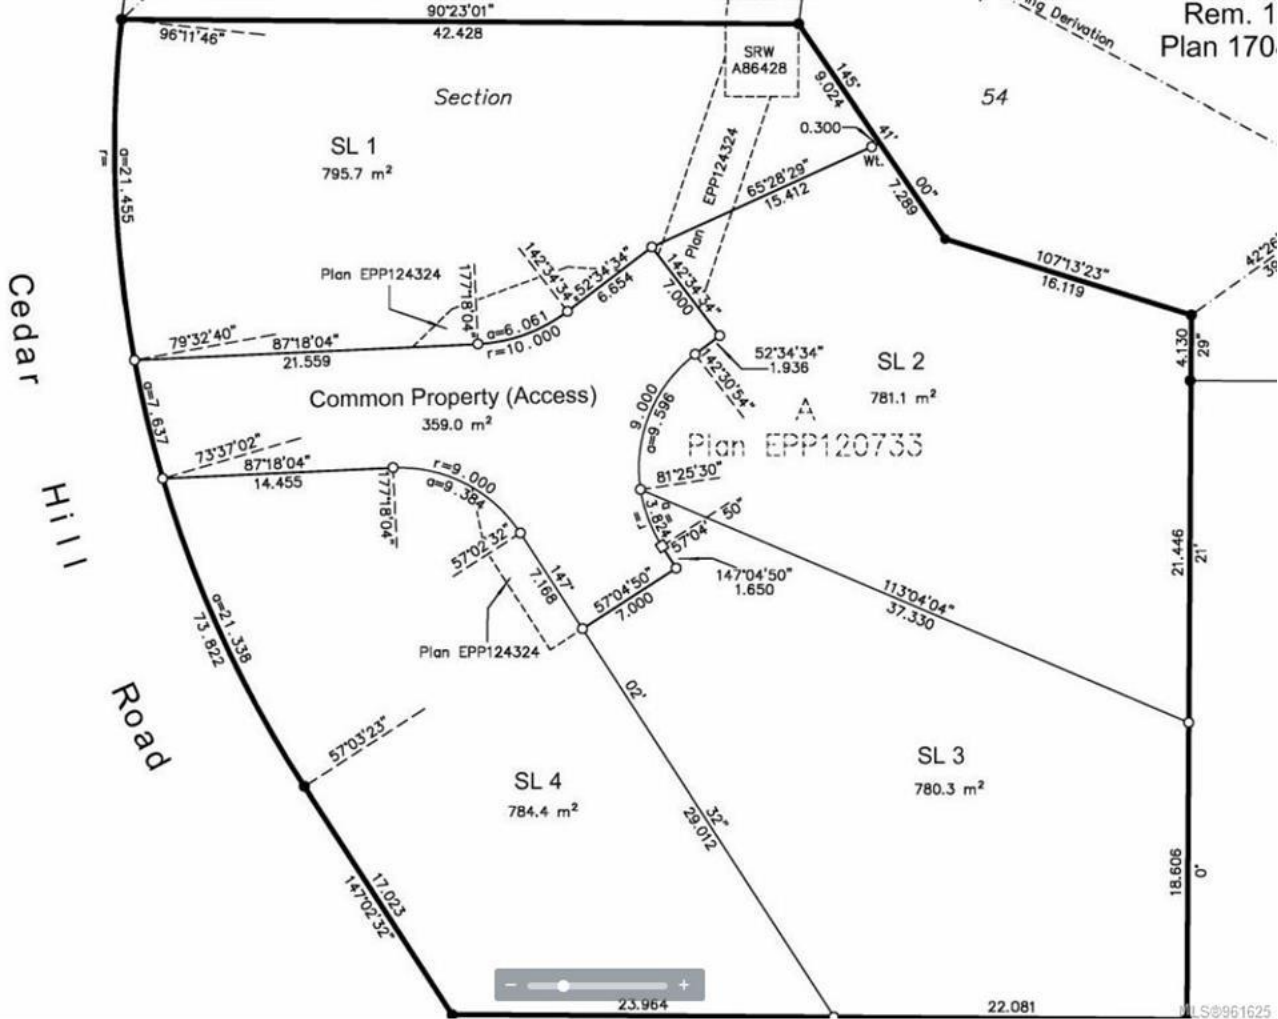 90°23'01"
42.428
96°11'46"
ing Derivation
Rem. 1
Plan 170
SRW
A86428
145°
9.024
Section
54
0.300
41'
Wt.
SL 1
795.7 m²
a=21.455
r=
EPP124324
Plan
65°28'29"
15.412
00"
7.289
107°13'23"
16.119
42°26
39
142°34'34"
52°34'34"
6.654
Plan EPP124324
177°18'04"
a=6.061
r=10.000
142°34'34"
7.000
79°32'40"
87°18'04"
21.559
52°34'34"
1.936
142°30'54"
4.130
29"
SL 2
781.1 m²
Cedar
Hill
Road
Common Property (Access)
359.0 m²
a=7.637
9.000
a=9.596
A
Plan EPP120733
73°37'02"
87°18'04"
14.455
177°18'04"
r=9.000
a=9.384
81°25'30"
a=
3.824
r=
57°04'
50"
57°02'32"
147°
7.168
57°04'50"
7.000
147°04'50"
1.650
113°04'04"
37.330
21.446
21'
a=21.338
73.822
Plan EPP124324
02'
57°03'23"
SL 4
784.4 m²
SL 3
780.3 m²
32"
29.012
18.606
0°
17.023
147°02'32"
− +
23.964
22.081
MLS®961625